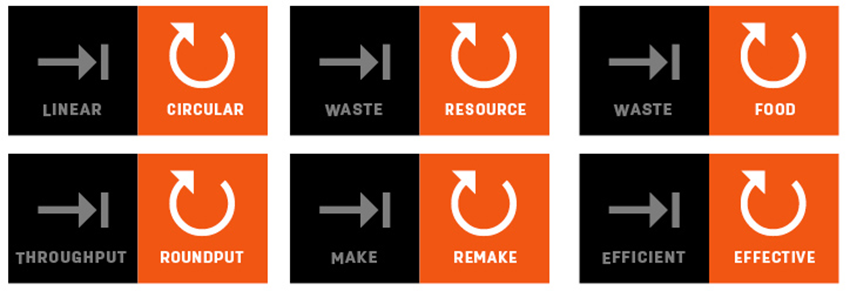 LINEAR CIRCULAR WASTE RESOURCE WASTE FOOD
THROUGHPUT ROUNDPUT MAKE REMAKE EFFICIENT EFFECTIVE